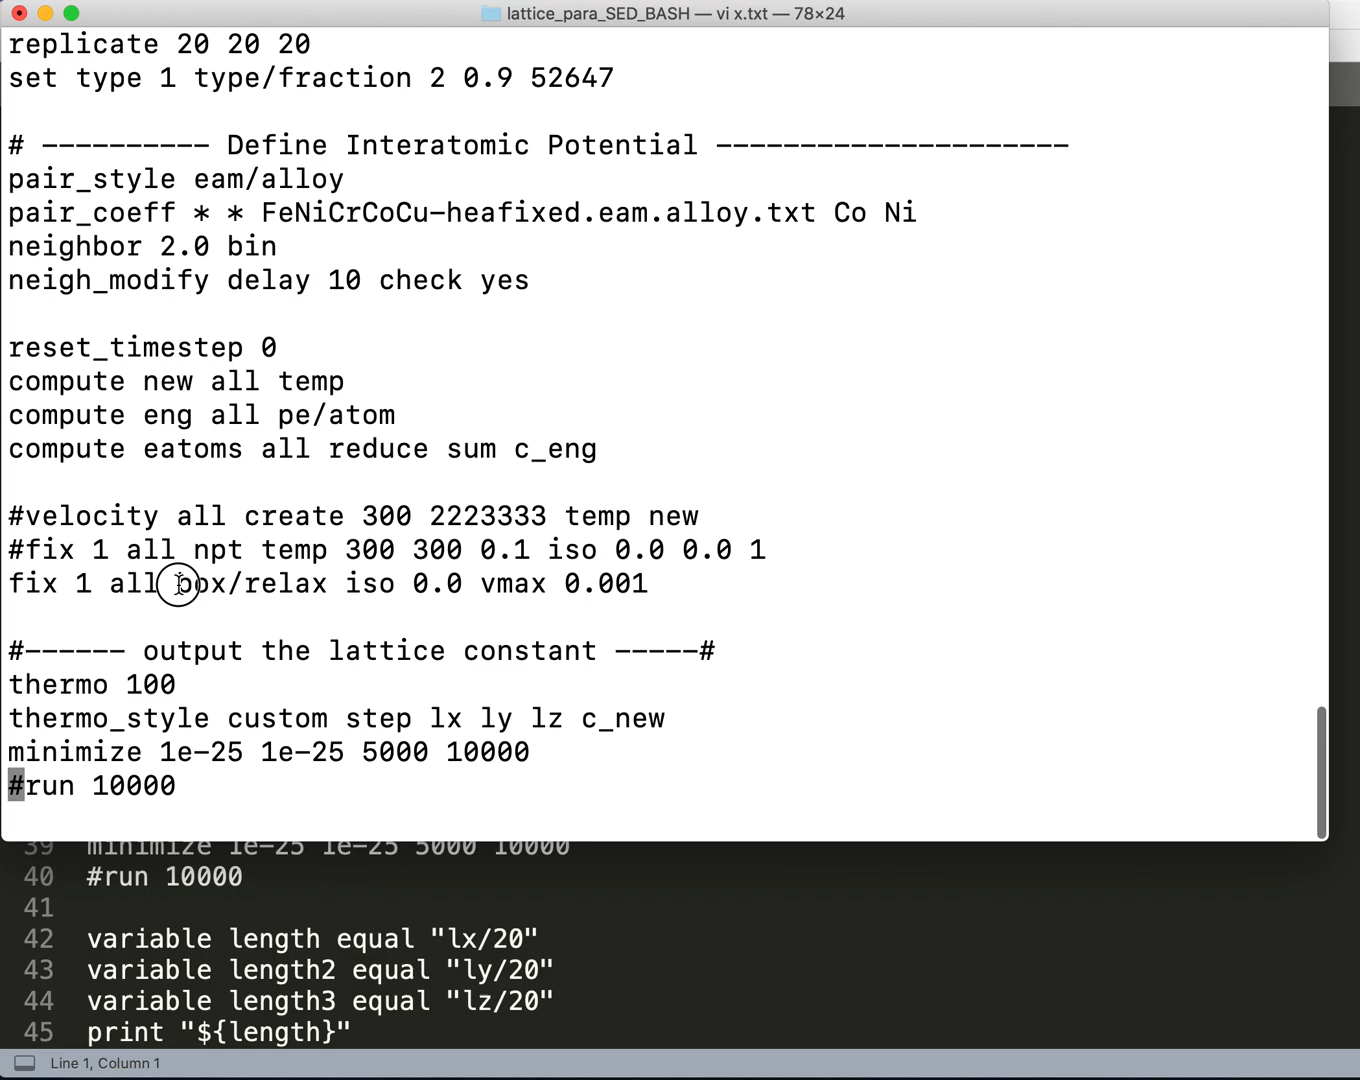 lattice_para_SED_BASH — vi x.txt — 78×24
replicate 20 20 20
set type 1 type/fraction 2 0.9 52647
# ---------- Define Interatomic Potential ---------------------
pair_style eam/alloy
pair_coeff * * FeNiCrCoCu-heafixed.eam.alloy.txt Co Ni
neighbor 2.0 bin
neigh_modify delay 10 check yes
reset_timestep 0
compute new all temp
compute eng all pe/atom
compute eatoms all reduce sum c_eng
#velocity all create 300 2223333 temp new
#fix 1 all npt temp 300 300 0.1 iso 0.0 0.0 1
fix 1 all box/relax iso 0.0 vmax 0.001
#------ output the lattice constant -----#
thermo 100
thermo_style custom step lx ly lz c_new
minimize 1e-25 1e-25 5000 10000
#run 10000
39 minimize 1e-25 1e-25 5000 10000
40 #run 10000
41
42 variable length equal "lx/20"
43 variable length2 equal "ly/20"
44 variable length3 equal "lz/20"
45 print "${length}"
Line 1, Column 1